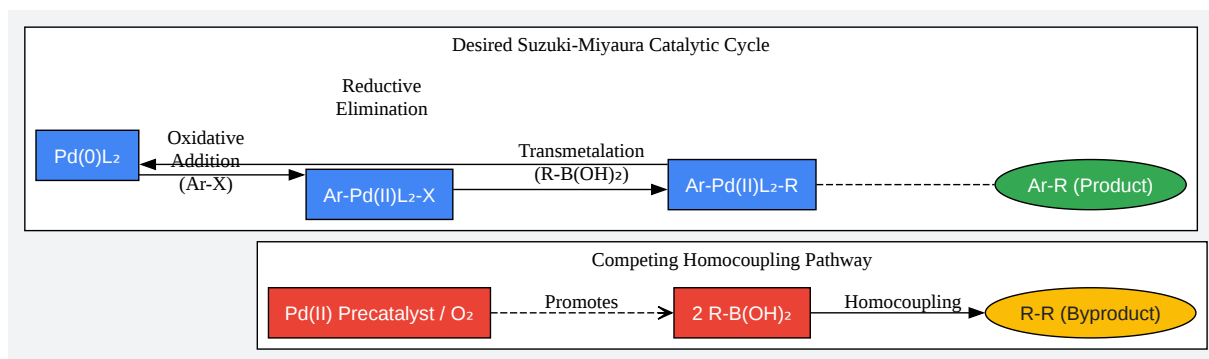 Desired Suzuki-Miyaura Catalytic Cycle
Reductive
Elimination
Pd(0)L₂
Oxidative
Addition
(Ar-X)
Ar-Pd(II)L₂-X
Transmetalation
(R-B(OH)₂)
Ar-Pd(II)L₂-R
Ar-R (Product)
Competing Homocoupling Pathway
Pd(II) Precatalyst / O₂
Promotes
2 R-B(OH)₂
Homocoupling
R-R (Byproduct)